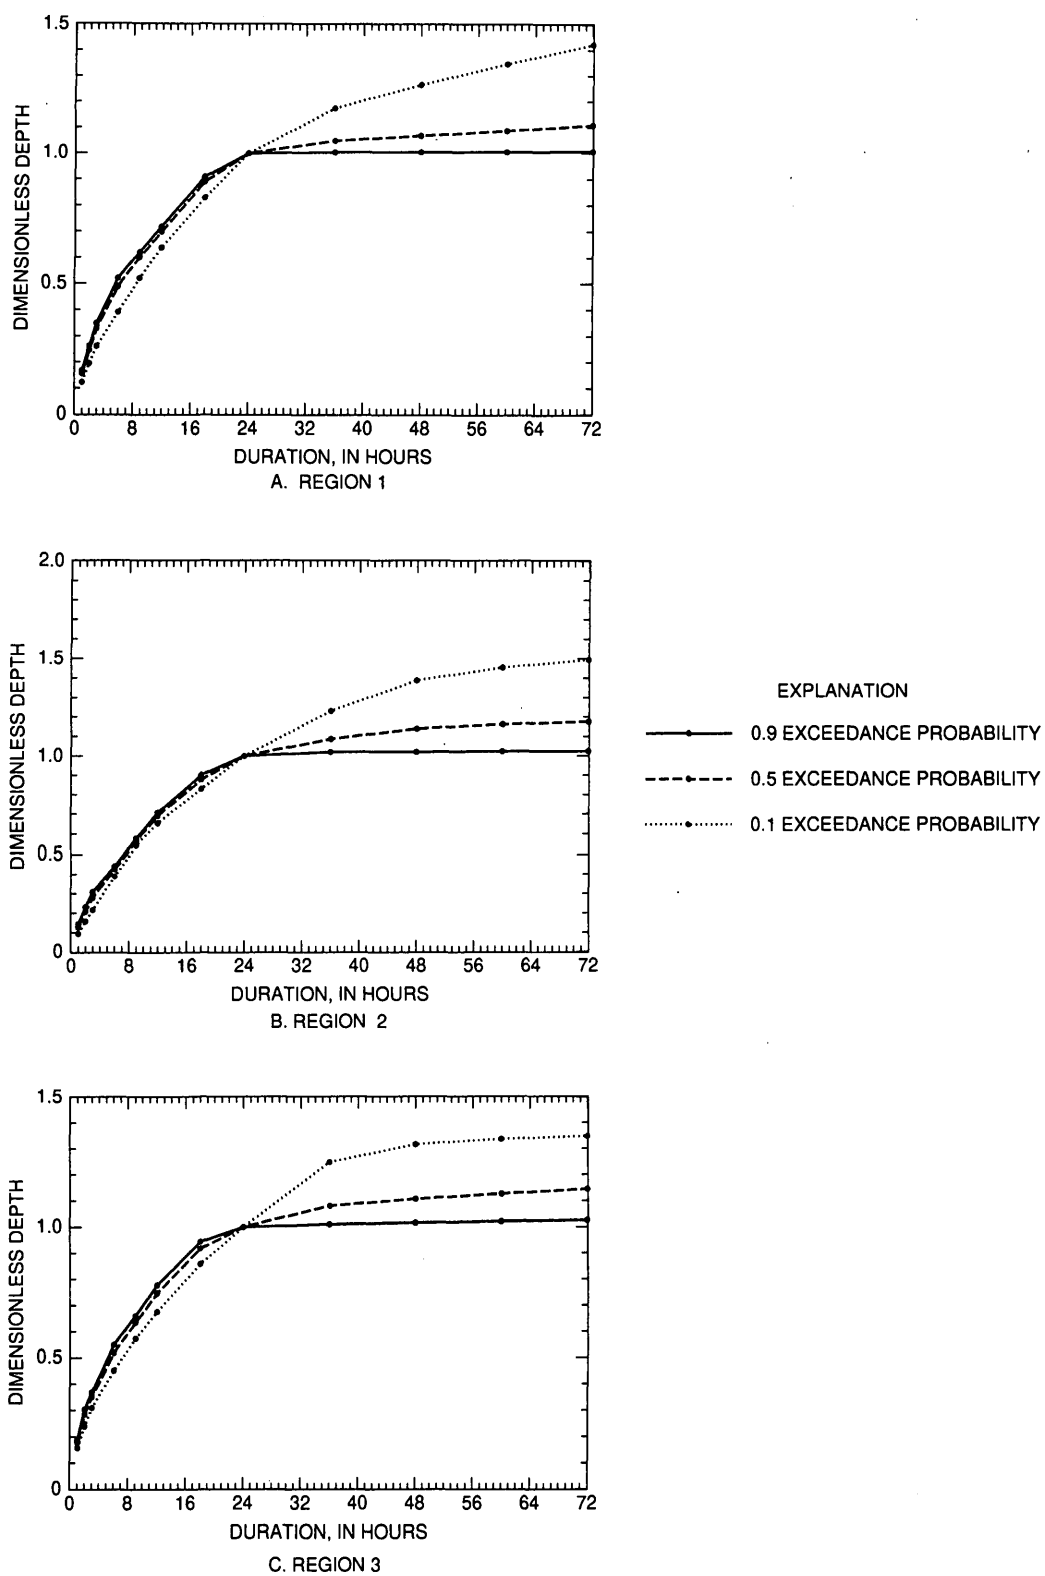 1.5
1.0
0.5
0
DIMENSIONLESS DEPTH
0 8 16 24 32 40 48 56 64 72
DURATION, IN HOURS
A. REGION 1
2.0
1.5
1.0
0.5
0
DIMENSIONLESS DEPTH
0 8 16 24 32 40 48 56 64 72
DURATION, IN HOURS
B. REGION 2
EXPLANATION
0.9 EXCEEDANCE PROBABILITY
0.5 EXCEEDANCE PROBABILITY
0.1 EXCEEDANCE PROBABILITY
1.5
1.0
0.5
0
DIMENSIONLESS DEPTH
0 8 16 24 32 40 48 56 64 72
DURATION, IN HOURS
C. REGION 3